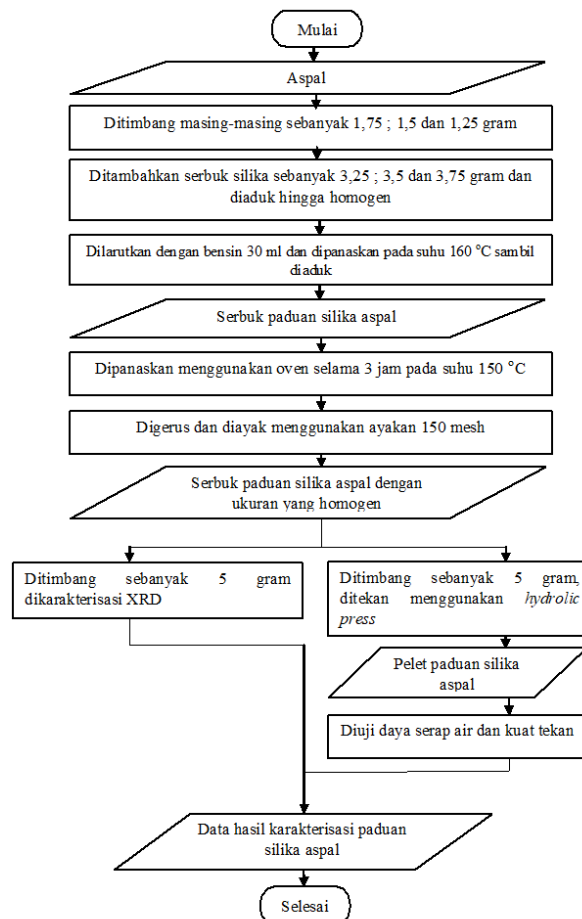 Mulai
Aspal
Ditimbang masing-masing sebanyak 1,75 ; 1,5 dan 1,25 gram
Ditambahkan serbuk silika sebanyak 3,25 ; 3,5 dan 3,75 gram dan
diaduk hingga homogen
Dilarutkan dengan bensin 30 ml dan dipanaskan pada suhu 160 °C sambil
diaduk
Serbuk paduan silika aspal
Dipanaskan menggunakan oven selama 3 jam pada suhu 150 °C
Digerus dan diayak menggunakan ayakan 150 mesh
Serbuk paduan silika aspal dengan
ukuran yang homogen
Ditimbang sebanyak 5 gram
dikarakterisasi XRD
Ditimbang sebanyak 5 gram,
ditekan menggunakan hydrolic
press
Pelet paduan silika
aspal
Diuji daya serap air dan kuat tekan
Data hasil karakterisasi paduan
silika aspal
Selesai